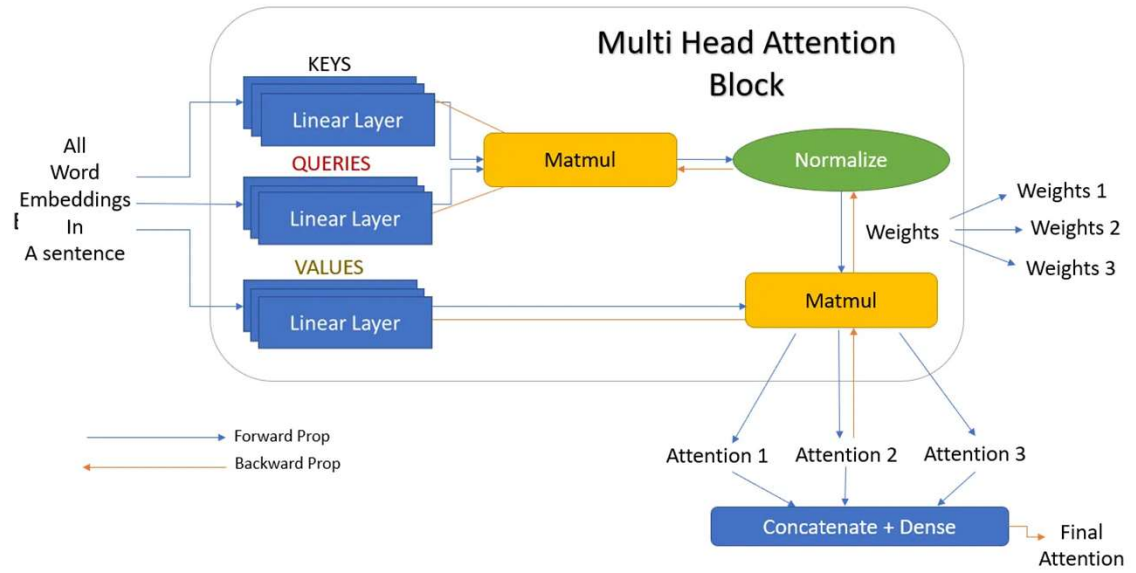 Multi Head Attention
Block
KEYS
Linear Layer
QUERIES
Linear Layer
VALUES
Linear Layer
All
Word
Embeddings
In
A sentence
E
Matmul
Normalize
Weights
Weights 1
Weights 2
Weights 3
Matmul
Forward Prop
Backward Prop
Attention 1
Attention 2
Attention 3
Concatenate + Dense
Final
Attention